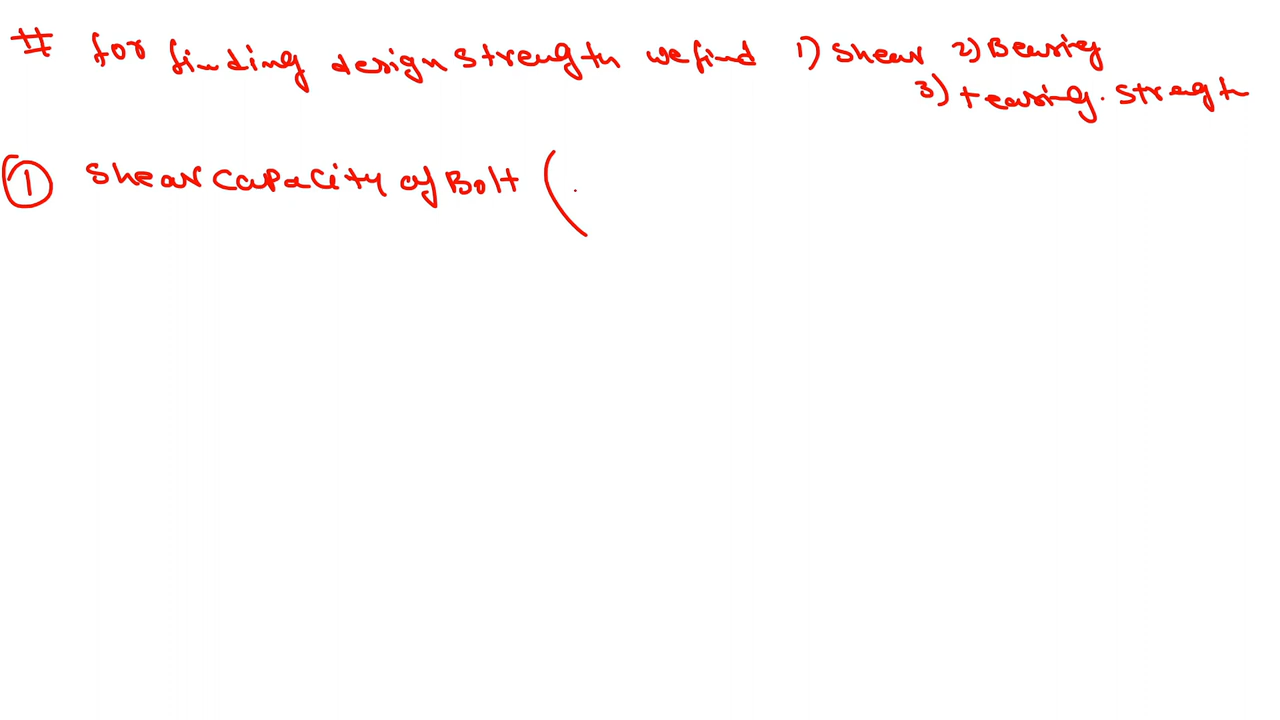 # for finding design strength we find 1) Shear 2) Bearing
3) tearing. strength
① Shear capacity of Bolt (